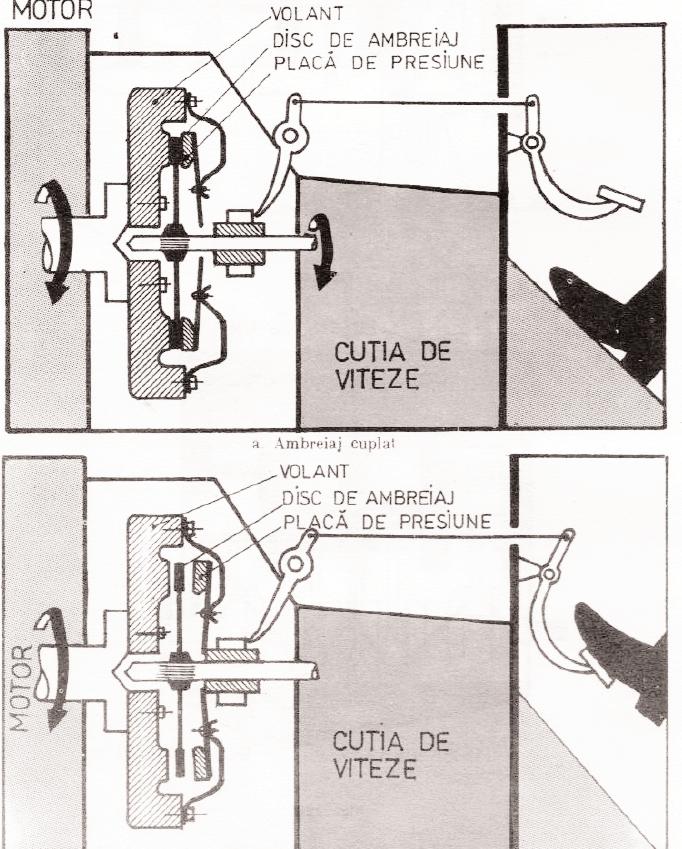 MOTOR
VOLANT
DISC DE AMBREIAJ
PLACĂ DE PRESIUNE
CUTIA DE
VITEZE
a. Ambreiaj cuplat
VOLANT
DISC DE AMBREIAJ
PLACĂ DE PRESIUNE
MOTOR
CUTIA DE
VITEZE